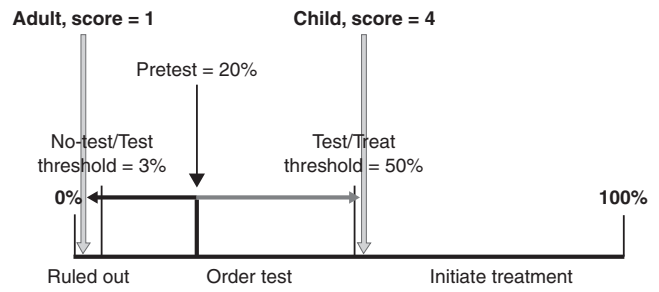 Adult, score = 1
Child, score = 4
Pretest = 20%
No-test/Test
threshold = 3%
Test/Treat
threshold = 50%
0%
100%
Ruled out
Order test
Initiate treatment